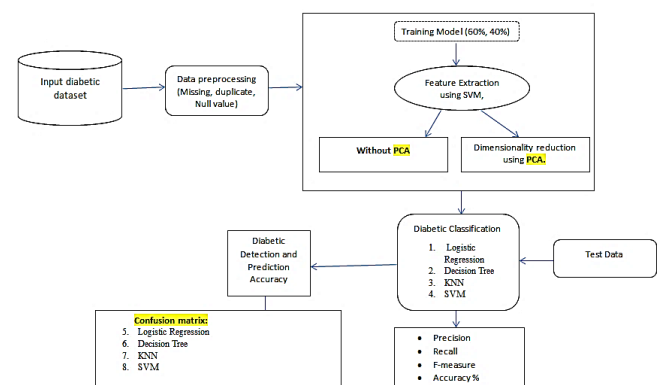 Training Model (60%, 40%)
Input diabetic
dataset
Data preprocessing
(Missing, duplicate,
Null value)
Feature Extraction
using SVM,
Without PCA
Dimensionality reduction
using PCA.
Diabetic Classification
1. Logistic
Regression
2. Decision Tree
3. KNN
4. SVM
Test Data
Diabetic
Detection and
Prediction
Accuracy
Confusion matrix:
5. Logistic Regression
6. Decision Tree
7. KNN
8. SVM
• Precision
• Recall
• F-measure
• Accuracy%